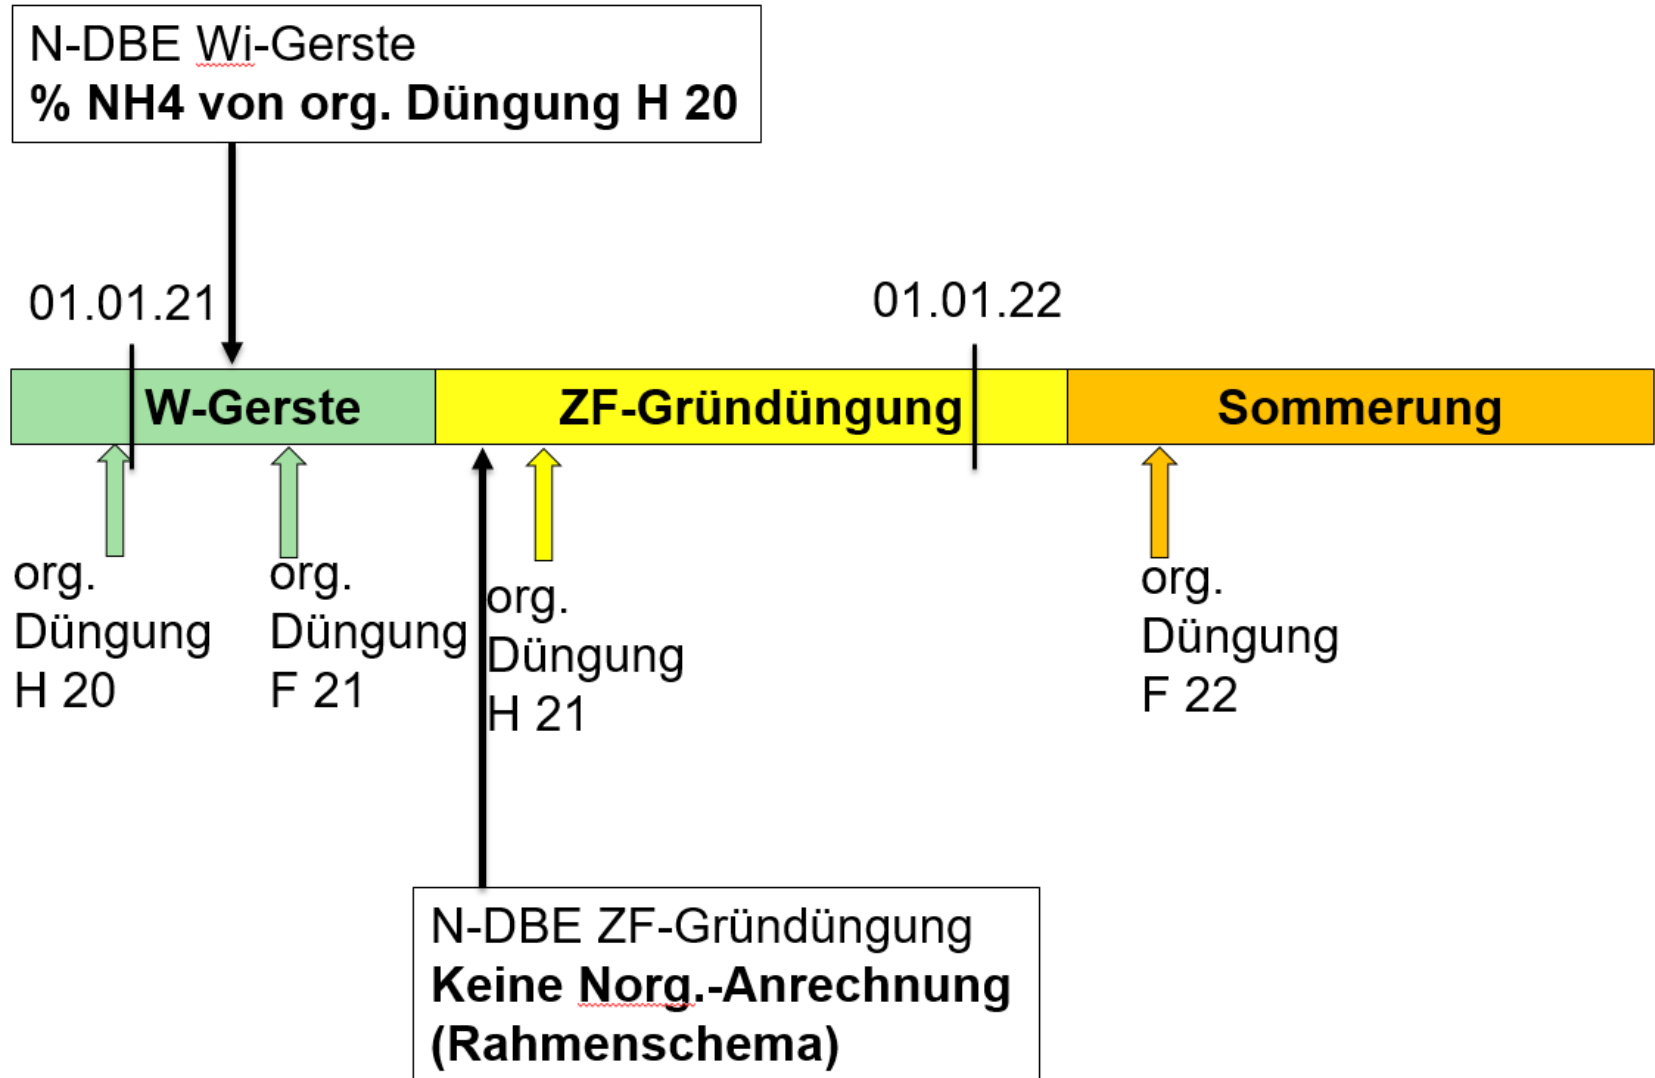 N-DBE Wi-Gerste
% NH4 von org. Düngung H 20
01.01.21
01.01.22
W-Gerste
ZF-Gründüngung
Sommerung
org.
Düngung
H 20
org.
Düngung
F 21
org.
Düngung
H 21
org.
Düngung
F 22
N-DBE ZF-Gründüngung
Keine Norg.-Anrechnung
(Rahmenschema)